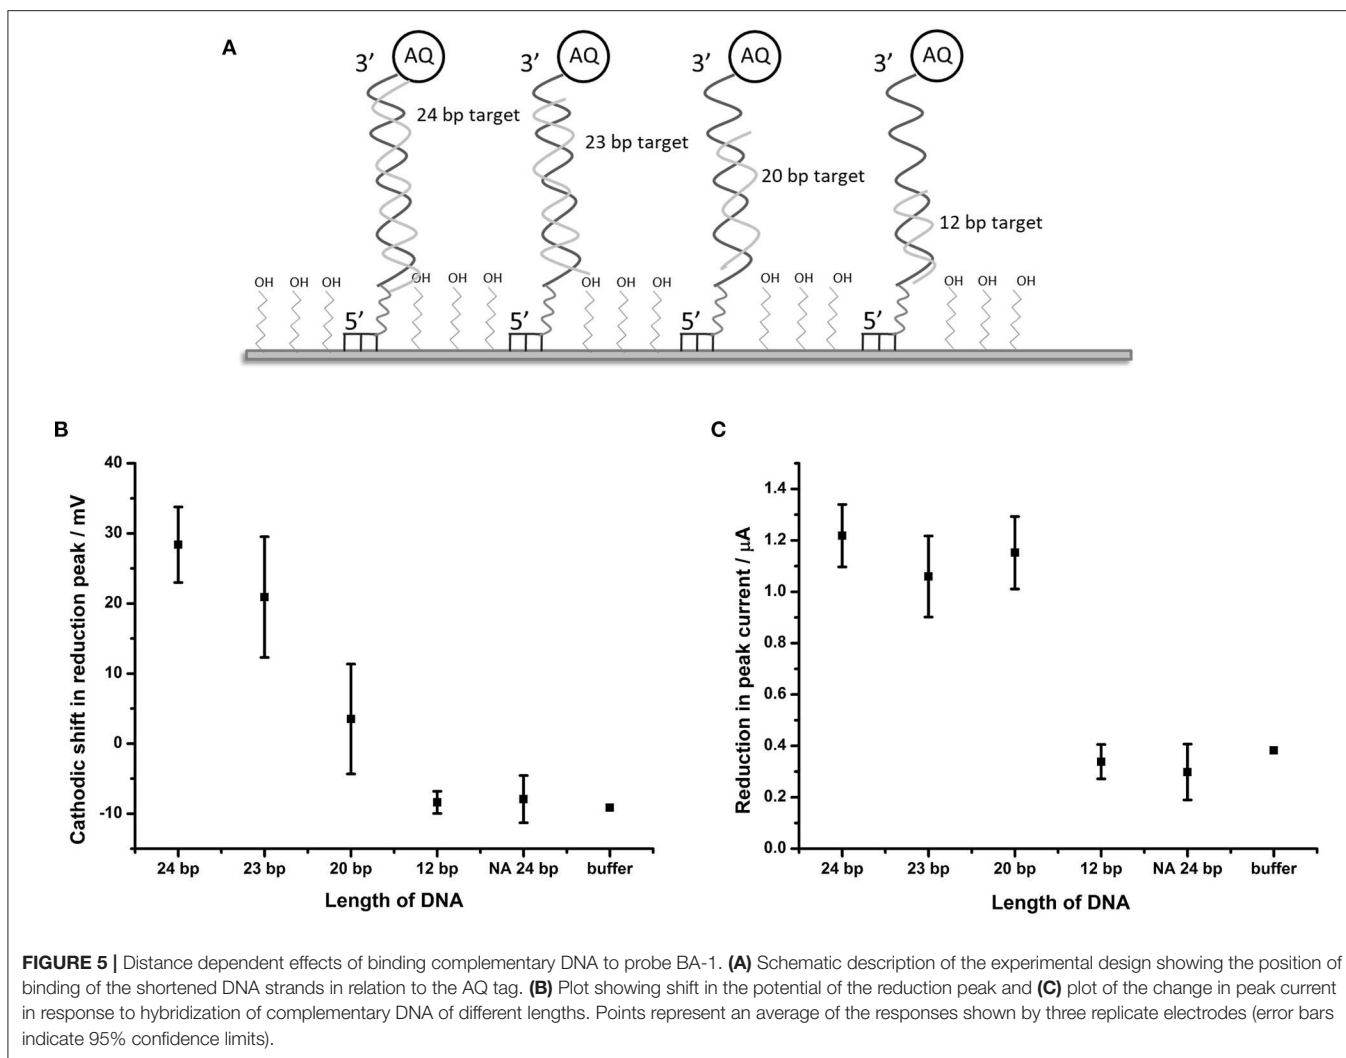 A
3’ AQ 3’ AQ 3’ AQ 3’ AQ
24 bp target
23 bp target
20 bp target
12 bp target
OH OH OH OH OH OH OH OH OH OH OH OH OH OH OH
5’ 5’ 5’ 5’
B
Cathodic shift in reduction peak / mV
40
30
20
10
0
-10
24 bp 23 bp 20 bp 12 bp NA 24 bp buffer
Length of DNA
C
Reduction in peak current / µA
1.4
1.2
1.0
0.8
0.6
0.4
0.2
0.0
24 bp 23 bp 20 bp 12 bp NA 24 bp buffer
Length of DNA
FIGURE 5 | Distance dependent effects of binding complementary DNA to probe BA-1. (A) Schematic description of the experimental design showing the position of
binding of the shortened DNA strands in relation to the AQ tag. (B) Plot showing shift in the potential of the reduction peak and (C) plot of the change in peak current
in response to hybridization of complementary DNA of different lengths. Points represent an average of the responses shown by three replicate electrodes (error bars
indicate 95% confidence limits).